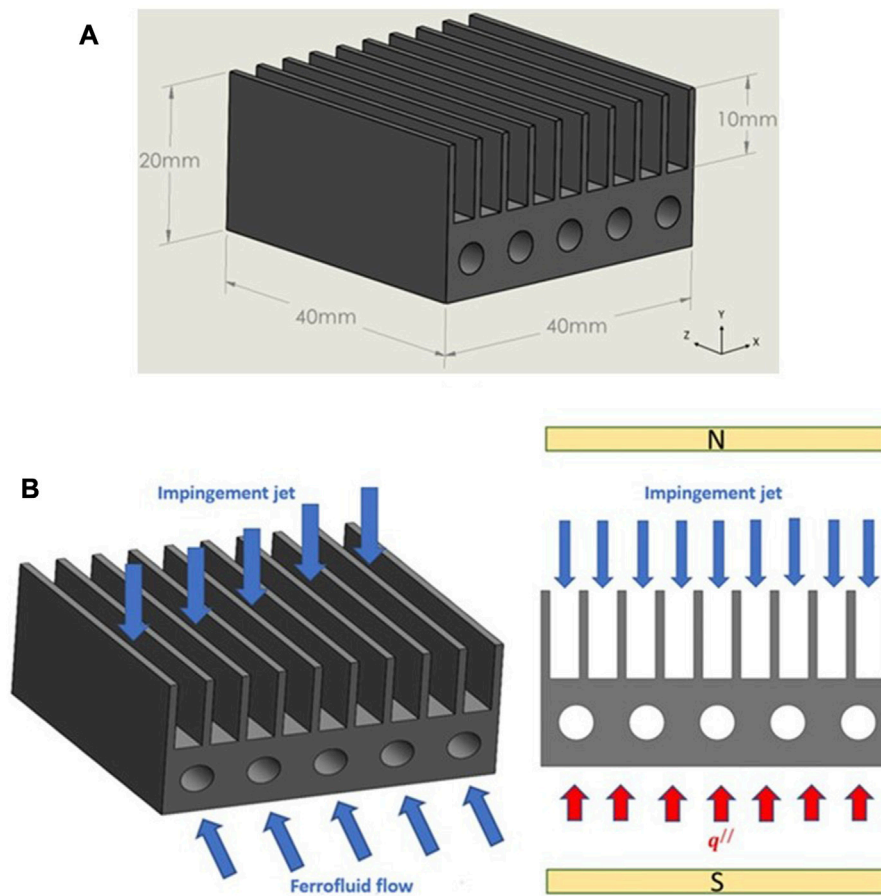 A
20mm
10mm
40mm
40mm
Y
Z
X
B
Impingement jet
Ferrofluid flow
N
Impingement jet
q//
S